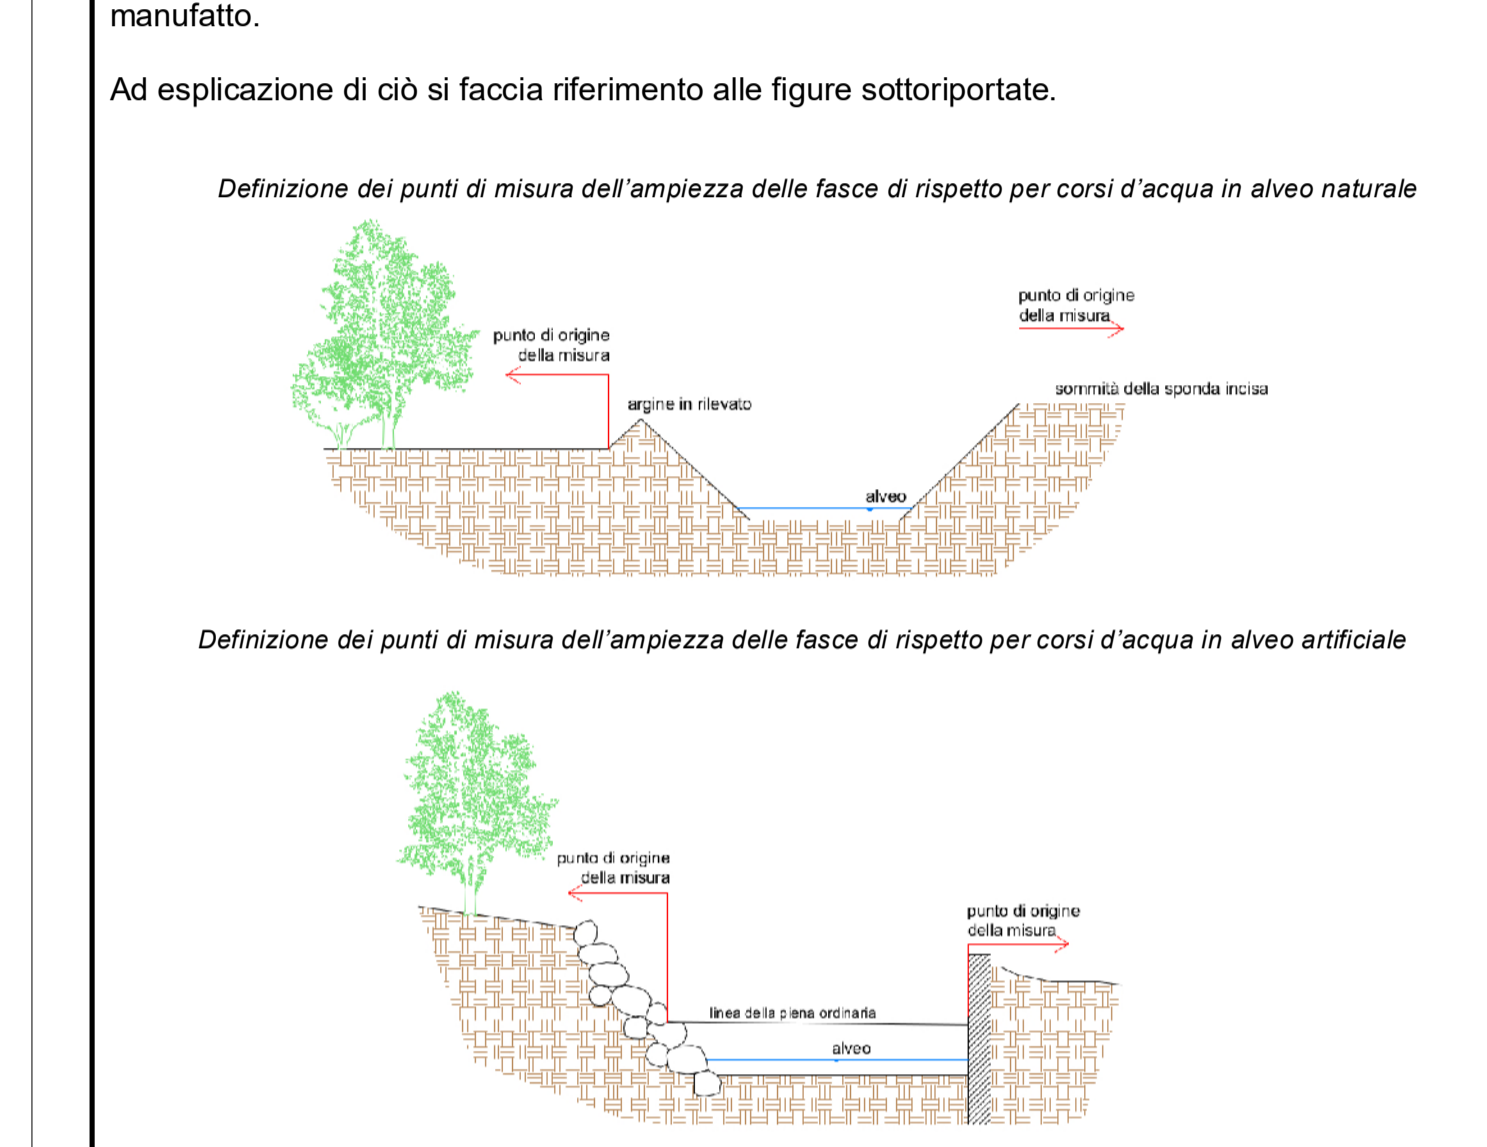 manufatto.
Ad esplicazione di ciò si faccia riferimento alle figure sottoriportate.
Definizione dei punti di misura dell'ampiezza delle fasce di rispetto per corsi d'acqua in alveo naturale
punto di origine
della misura
punto di origine
della misura
sommità della sponda incisa
argine in rilevato
alveo
Definizione dei punti di misura dell'ampiezza delle fasce di rispetto per corsi d'acqua in alveo artificiale
punto di origine
della misura
punto di origine
della misura
linea della piena ordinaria
alveo